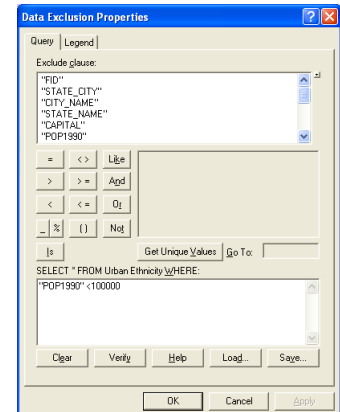 Data Exclusion Properties
Query Legend
Exclude clause:
"FID"
"STATE_CITY"
"CITY_NAME"
"STATE_NAME"
"CAPITAL"
"POP1990"
= <> Like
> >= And
< <= Or
_ % () Not
Is Get Unique Values Go To:
SELECT * FROM Urban Ethnicity WHERE:
"POP1990" <100000
Clear Verify Help Load... Save...
OK Cancel Apply